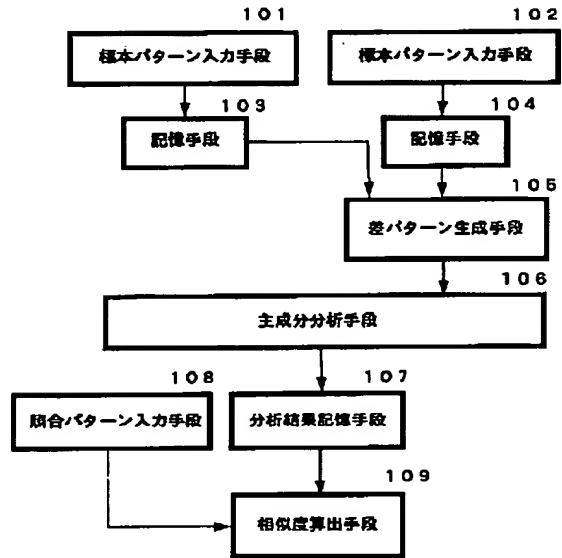 101
標本パターン入力手段
102
標本パターン入力手段
103
記憶手段
104
記憶手段
105
差パターン生成手段
106
主成分分析手段
108
照合パターン入力手段
107
分析結果記憶手段
109
相似度算出手段